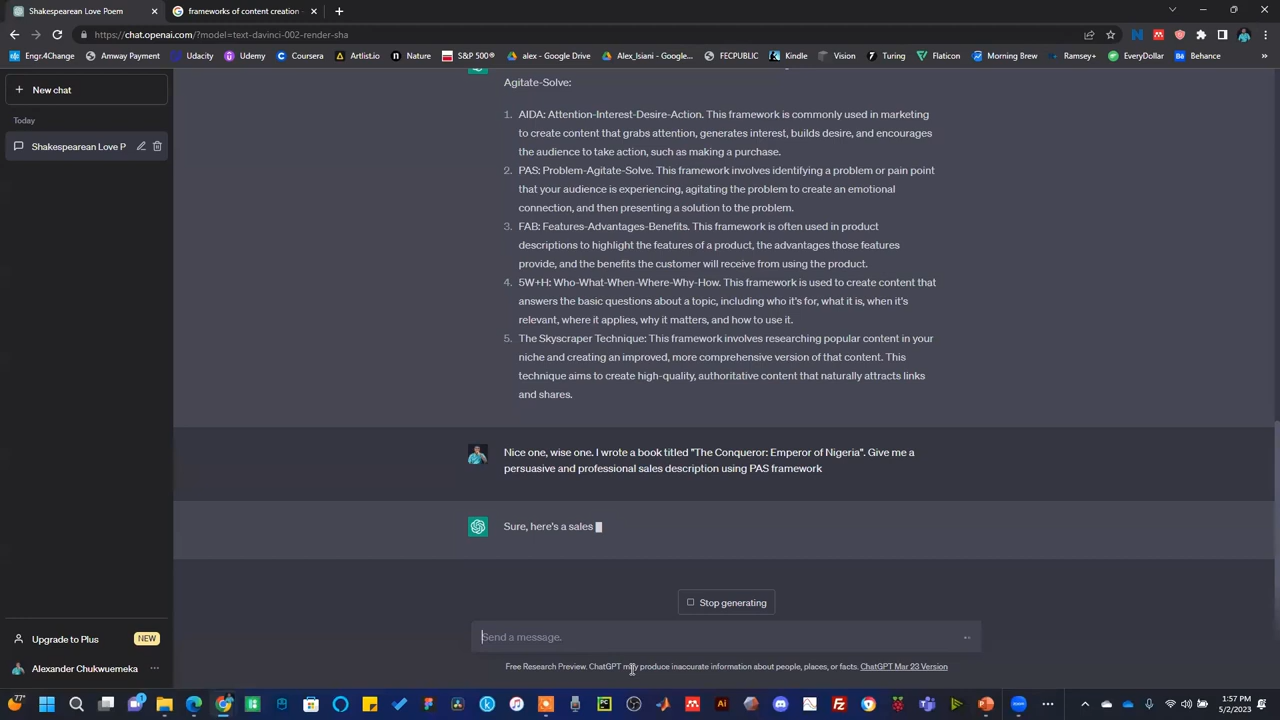 Shakespearean Love Poem
frameworks of content creation -
https://chat.openai.com/?model=text-davinci-002-render-sha
Engr.4Change
Amazon - Vusuals
Udacity
Udemy
Coursera
Artlist.io
Nature
S&P 500®
alex - Google Drive
Alex_Isiani - Google...
FECPUBLIC
Kindle
Vision
Turing
Flaticon
Morning Brew
Ramsey+
EveryDollar
Behance
New chat
Today
Shakespearean Love P
Agitate-Solve:
1. AIDA: Attention-Interest-Desire-Action. This framework is commonly used in marketing
to create content that grabs attention, generates interest, builds desire, and encourages
the audience to take action, such as making a purchase.
2. PAS: Problem-Agitate-Solve. This framework involves identifying a problem or pain point
that your audience is experiencing, agitating the problem to create an emotional
connection, and then presenting a solution to the problem.
3. FAB: Features-Advantages-Benefits. This framework is often used in product
descriptions to highlight the features of a product, the advantages those features
provide, and the benefits the customer will receive from using the product.
4. 5W+H: Who-What-When-Where-Why-How. This framework is used to create content that
answers the basic questions about a topic, including who it's for, what it is, when it's
relevant, where it applies, why it matters, and how to use it.
5. The Skyscraper Technique: This framework involves researching popular content in your
niche and creating an improved, more comprehensive version of that content. This
technique aims to create high-quality, authoritative content that naturally attracts links
and shares.
Nice one, wise one. I wrote a book titled "The Conqueror: Emperor of Nigeria". Give me a
persuasive and professional sales description using PAS framework
Sure, here's a sales
Stop generating
Send a message.
Free Research Preview. ChatGPT may produce inaccurate information about people, places, or facts. ChatGPT Mar 23 Version
Upgrade to Plus
NEW
Alexander Chukwuemeka
77°
1:57 PM
5/2/2023